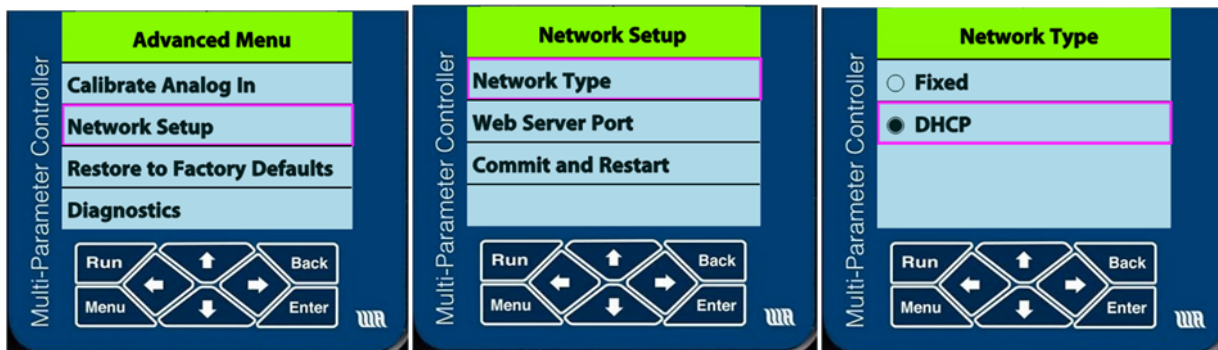 Multi-Parameter Controller
Advanced Menu
Calibrate Analog In
Network Setup
Restore to Factory Defaults
Diagnostics
Run
Back
Menu
Enter
Multi-Parameter Controller
Network Setup
Network Type
Web Server Port
Commit and Restart
Run
Back
Menu
Enter
Multi-Parameter Controller
Network Type
Fixed
DHCP
Run
Back
Menu
Enter